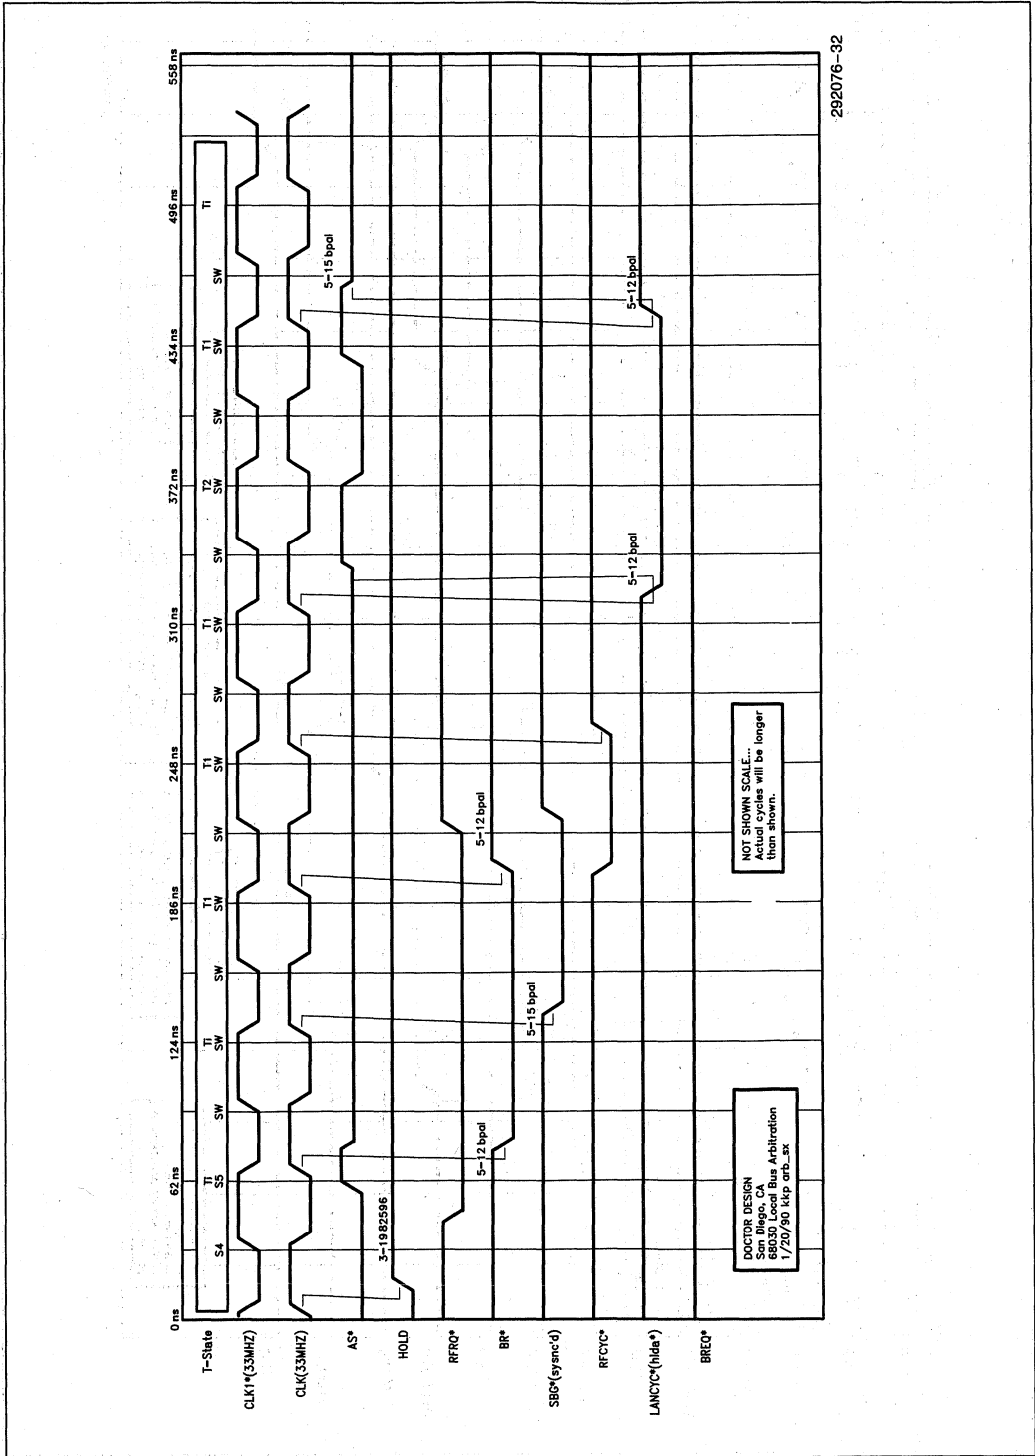 0 ns 62 ns 124 ns 186 ns 248 ns 310 ns 372 ns 434 ns 496 ns 558 ns
T-State
Ti Ti T1 T1 T1 T2 T1 Ti
S4 S5 SW SW SW SW SW SW SW SW SW SW SW SW SW
CLK1*(33MHZ)
CLK(33MHZ)
AS*
5-15 bpal
HOLD
3-1982596
RFRQ*
BR*
5-12 bpal
5-12 bpal
SBG*(sysnc'd)
5-15 bpal
RFCYC*
LANCYC*(hlda*)
5-12 bpal
5-12 bpal
BREQ*
DOCTOR DESIGN
San Diego, CA
68030 Local Bus Arbitration
1/20/90 kkp arb_sx
NOT SHOWN SCALE...
Actual cycles will be longer
than shown.
292076-32